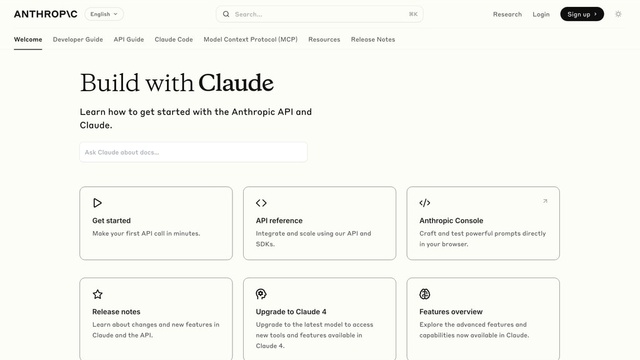 ANTHROP\C English Search... ⌘K Research Login Sign up
Welcome Developer Guide API Guide Claude Code Model Context Protocol (MCP) Resources Release Notes
Build with Claude
Learn how to get started with the Anthropic API and
Claude.
Ask Claude about docs...
Get started
Make your first API call in minutes.
API reference
Integrate and scale using our API and
SDKs.
Anthropic Console
Craft and test powerful prompts directly
in your browser.
Release notes
Learn about changes and new features in
Claude and the API.
Upgrade to Claude 4
Upgrade to the latest model to access
new tools and features available in
Claude 4.
Features overview
Explore the advanced features and
capabilities now available in Claude.